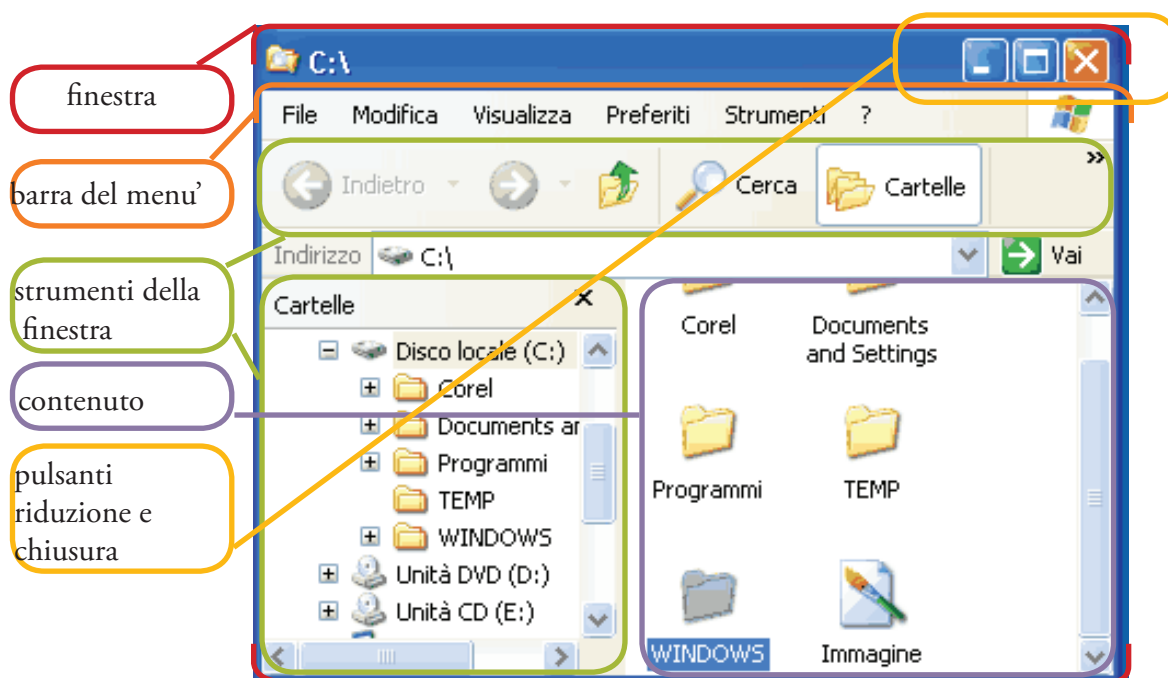 finestra
barra del menu’
strumenti della
finestra
contenuto
pulsanti
riduzione e
chiusura
C:\
File Modifica Visualizza Preferiti Strumenti ?
Indietro Cerca Cartelle »
Indirizzo C:\ Vai
Cartelle
Disco locale (C:)
Corel
Documents ar
Programmi
TEMP
WINDOWS
Unità DVD (D:)
Unità CD (E:)
Corel
Documents
and Settings
Programmi
TEMP
WINDOWS
Immagine